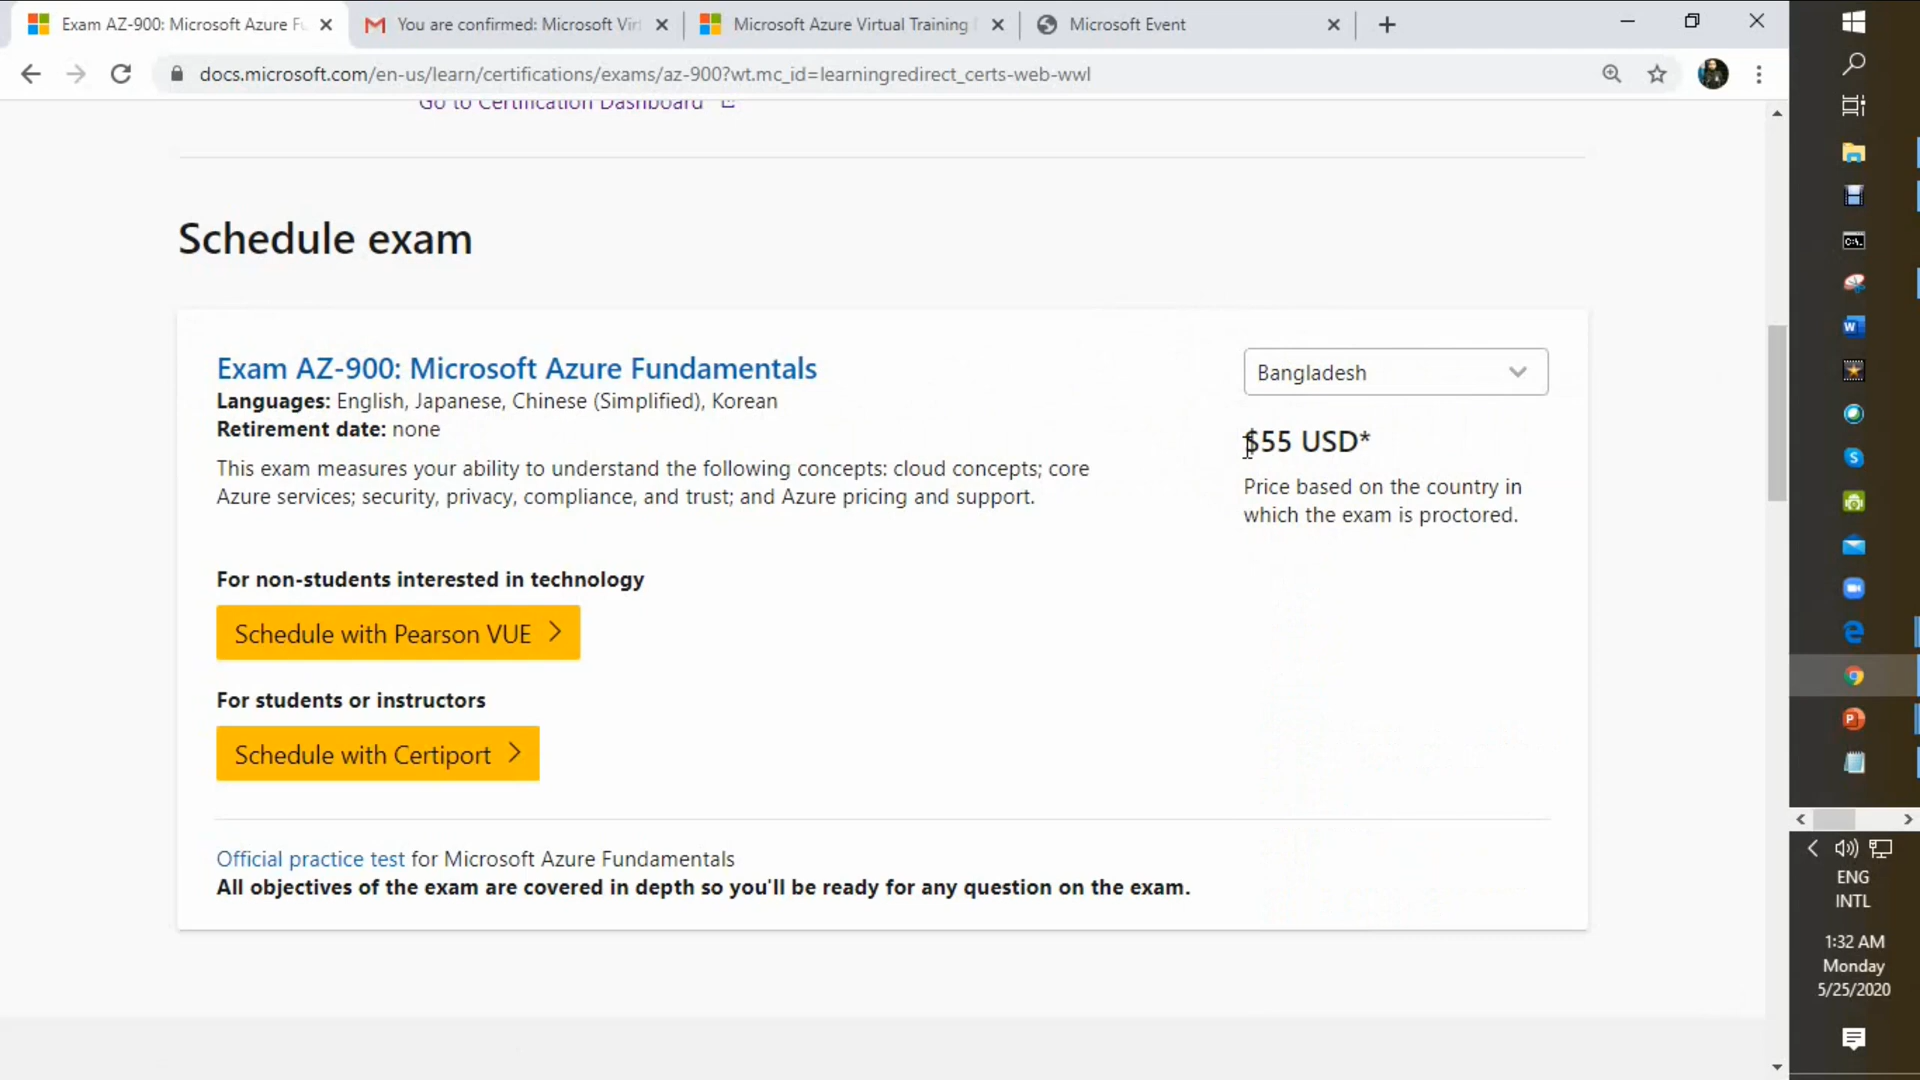 Exam AZ-900: Microsoft Azure Fu
You are confirmed: Microsoft Vir
Microsoft Azure Virtual Training
Microsoft Event
docs.microsoft.com/en-us/learn/certifications/exams/az-900?wt.mc_id=learningredirect_certs-web-wwl
Go to Certification Dashboard
Schedule exam
Exam AZ-900: Microsoft Azure Fundamentals
Languages: English, Japanese, Chinese (Simplified), Korean
Retirement date: none
This exam measures your ability to understand the following concepts: cloud concepts; core
Azure services; security, privacy, compliance, and trust; and Azure pricing and support.
Bangladesh
$55 USD*
Price based on the country in
which the exam is proctored.
For non-students interested in technology
Schedule with Pearson VUE
For students or instructors
Schedule with Certiport
Official practice test for Microsoft Azure Fundamentals
All objectives of the exam are covered in depth so you'll be ready for any question on the exam.
ENG
INTL
1:32 AM
Monday
5/25/2020